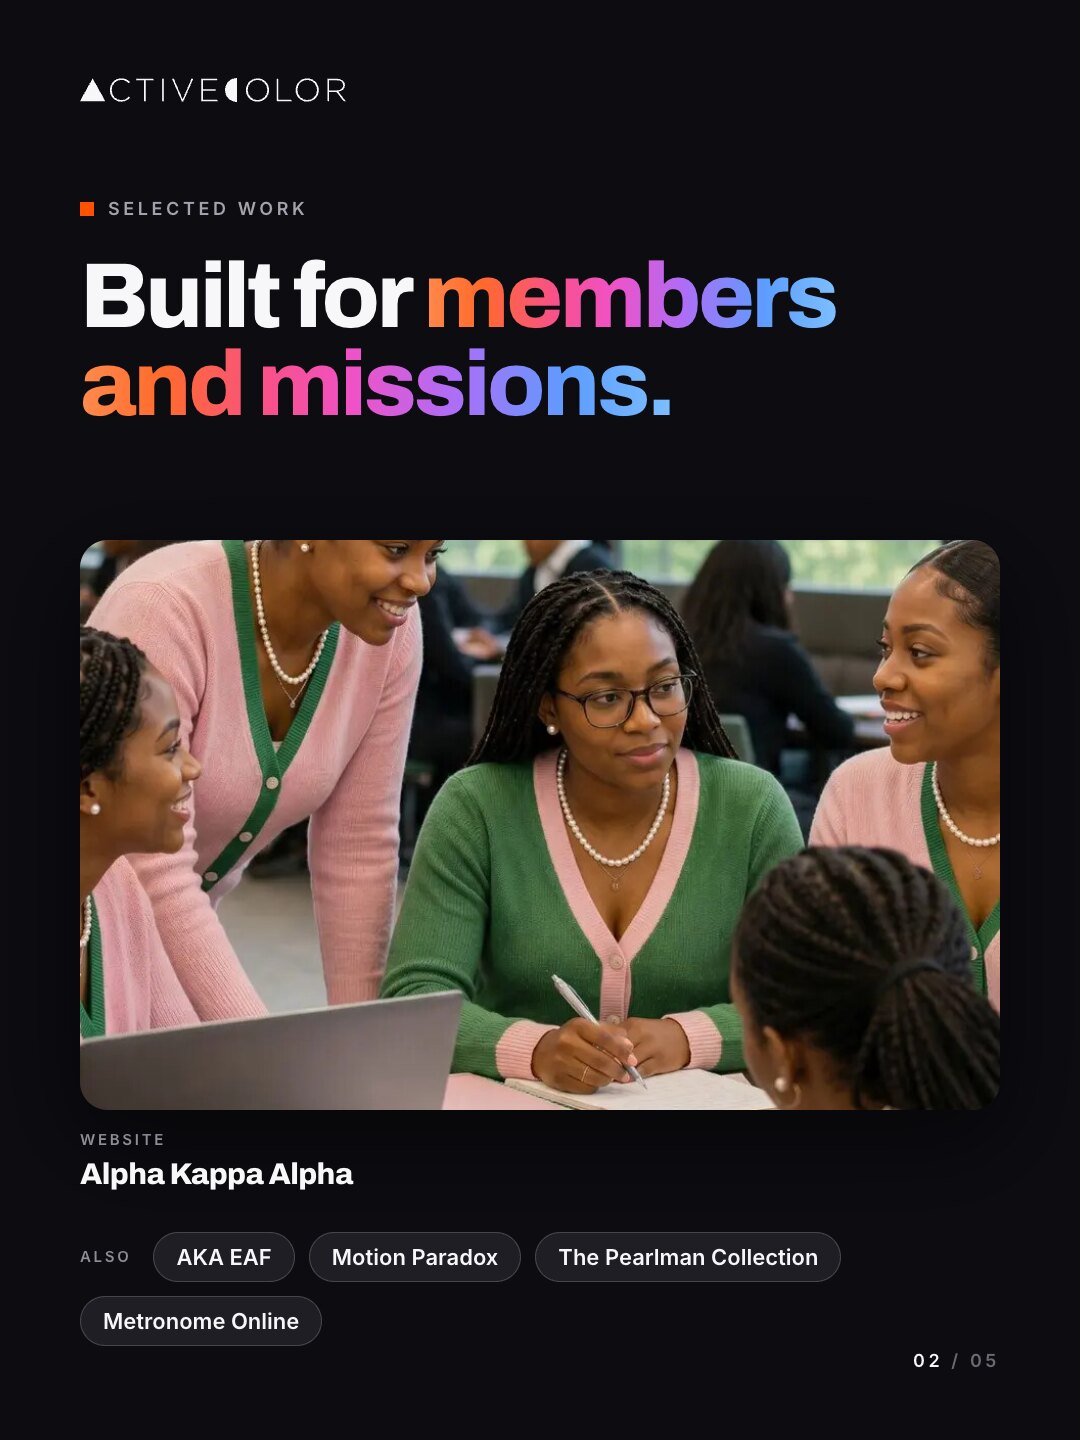 ACTIVECOLOR
SELECTED WORK
Built for members
and missions.
WEBSITE
Alpha Kappa Alpha
ALSO AKA EAF Motion Paradox The Pearlman Collection
Metronome Online
02 / 05